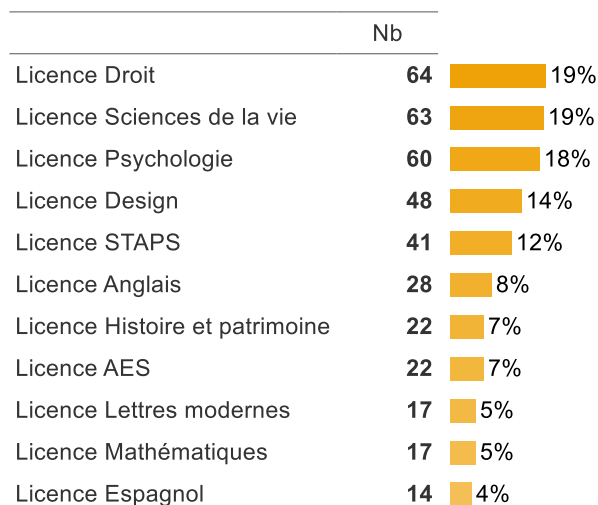 Nb
Licence Droit 64 19%
Licence Sciences de la vie 63 19%
Licence Psychologie 60 18%
Licence Design 48 14%
Licence STAPS 41 12%
Licence Anglais 28 8%
Licence Histoire et patrimoine 22 7%
Licence AES 22 7%
Licence Lettres modernes 17 5%
Licence Mathématiques 17 5%
Licence Espagnol 14 4%